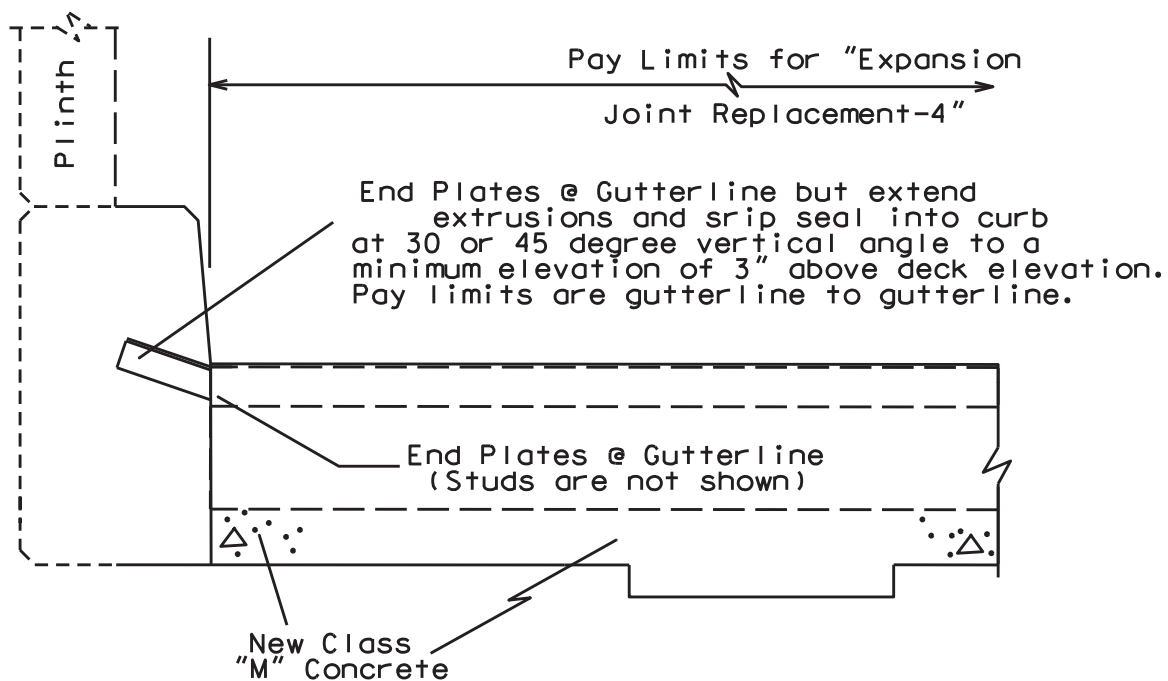 Plinth
Pay Limits for "Expansion
Joint Replacement-4"
End Plates @ Gutterline but extend
extrusions and srip seal into curb
at 30 or 45 degree vertical angle to a
minimum elevation of 3" above deck elevation.
Pay limits are gutterline to gutterline.
End Plates @ Gutterline
(Studs are not shown)
New Class
"M" Concrete